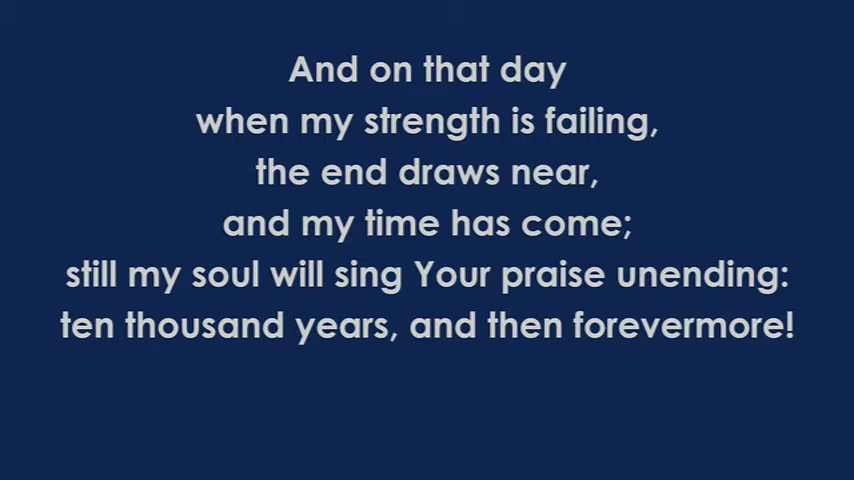 And on that day
when my strength is failing,
the end draws near,
and my time has come;
still my soul will sing Your praise unending:
ten thousand years, and then forevermore!